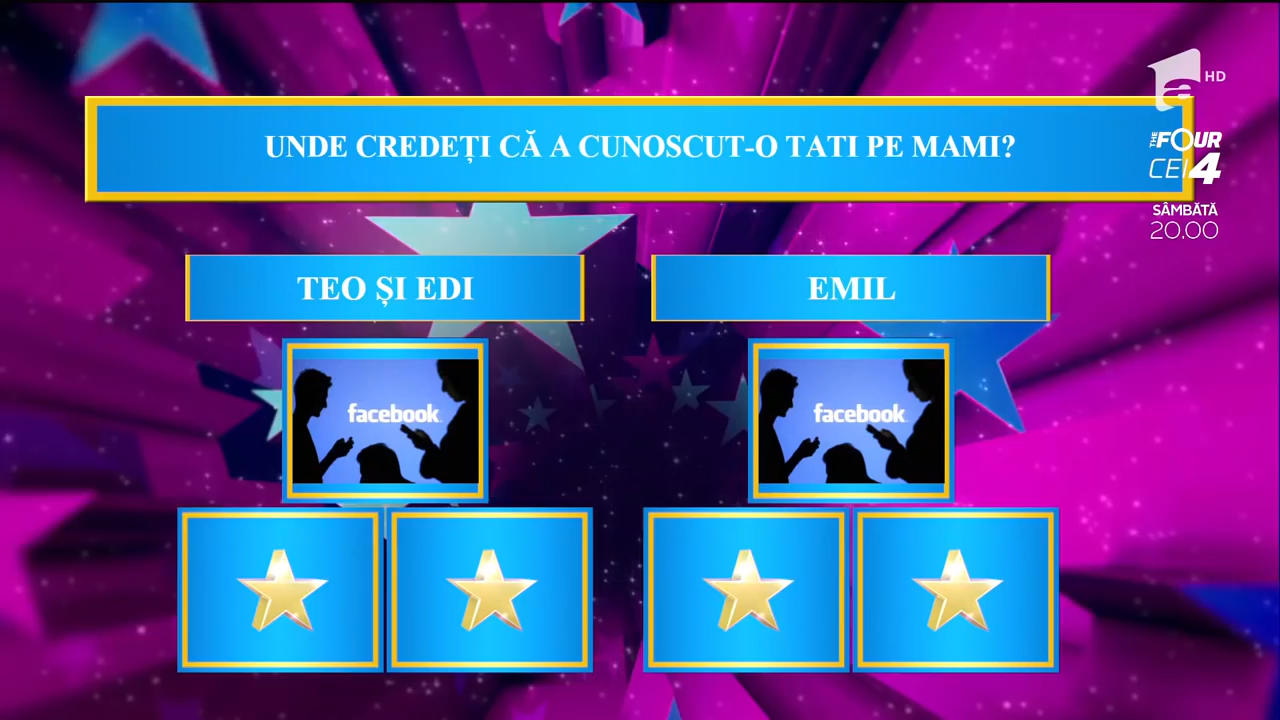 UNDE CREDEȚI CĂ A CUNOSCUT-O TATI PE MAMI?
HD
THE FOUR
CEI 4
SÂMBĂTĂ
20.00
TEO ȘI EDI
EMIL
facebook
facebook